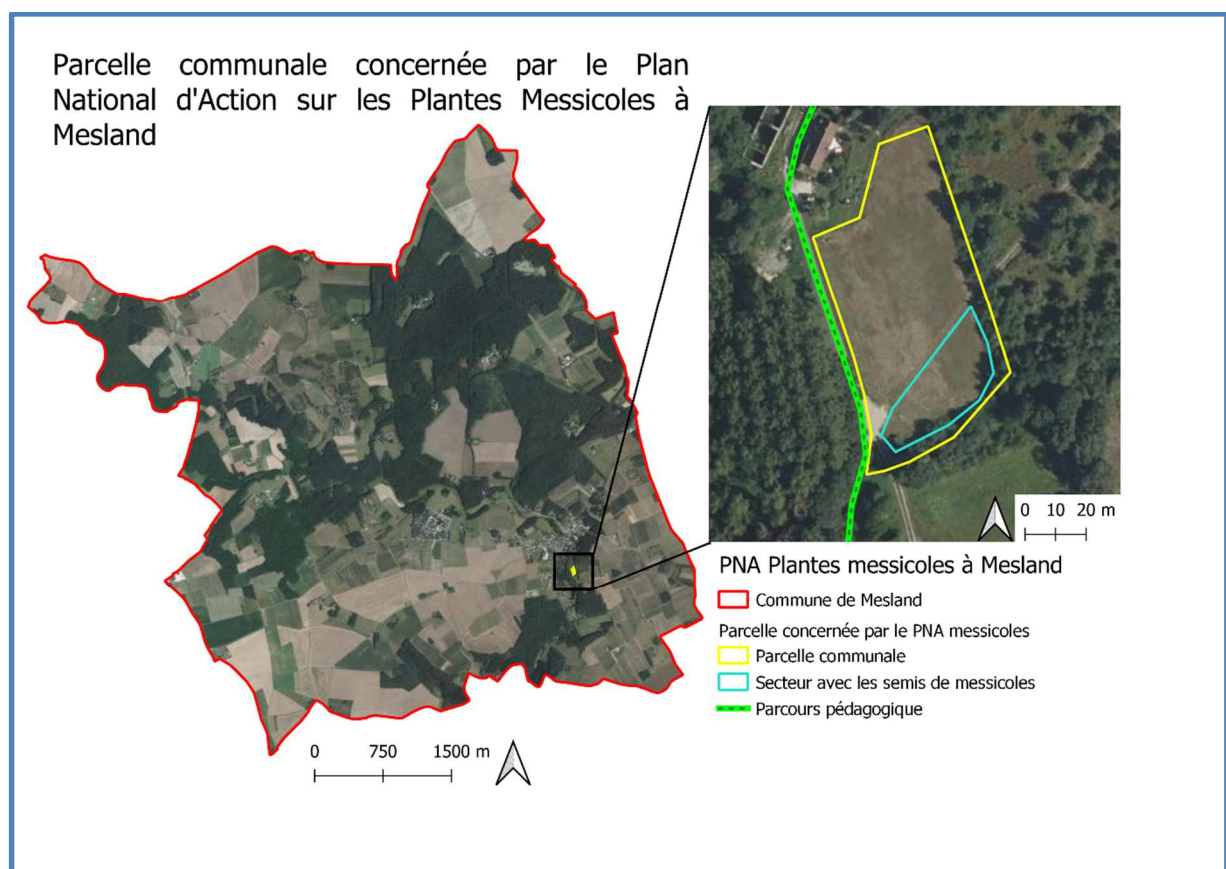 Parcelle communale concernée par le Plan
National d'Action sur les Plantes Messicoles à
Mesland
0 10 20 m
PNA Plantes messicoles à Mesland
Commune de Mesland
Parcelle concernée par le PNA messicoles
Parcelle communale
Secteur avec les semis de messicoles
Parcours pédagogique
0 750 1500 m